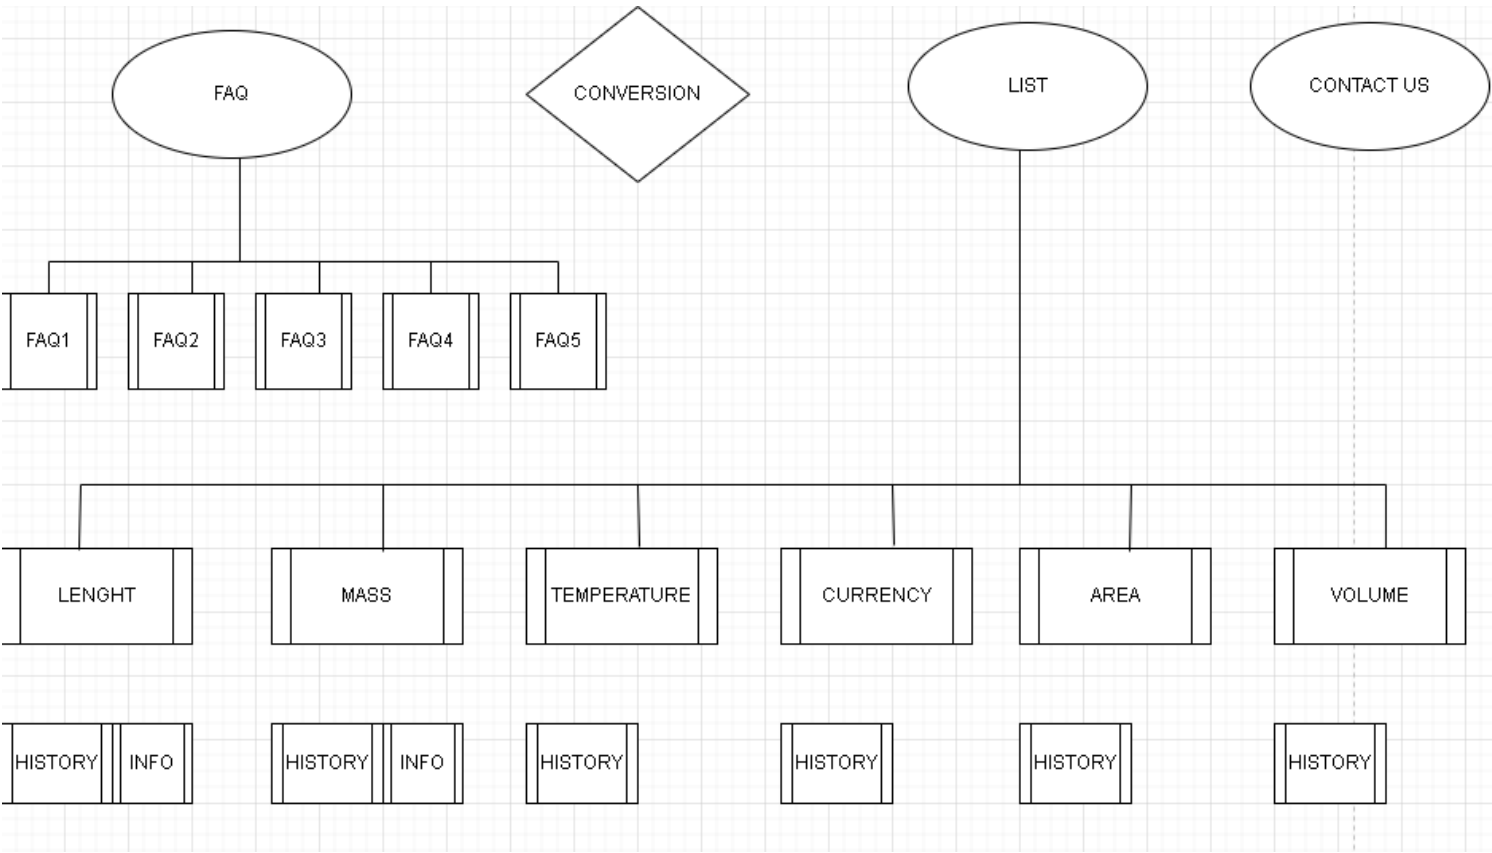 FAQ
CONVERSION
LIST
CONTACT US
FAQ1
FAQ2
FAQ3
FAQ4
FAQ5
LENGHT
MASS
TEMPERATURE
CURRENCY
AREA
VOLUME
HISTORY
INFO
HISTORY
INFO
HISTORY
HISTORY
HISTORY
HISTORY